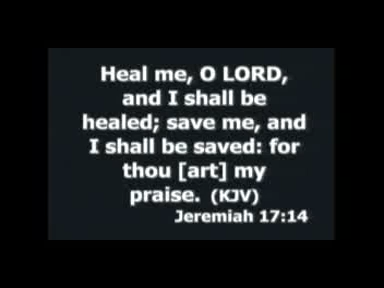 Heal me, O LORD,
and I shall be
healed; save me, and
I shall be saved: for
thou [art] my
praise. (KJV)
Jeremiah 17:14